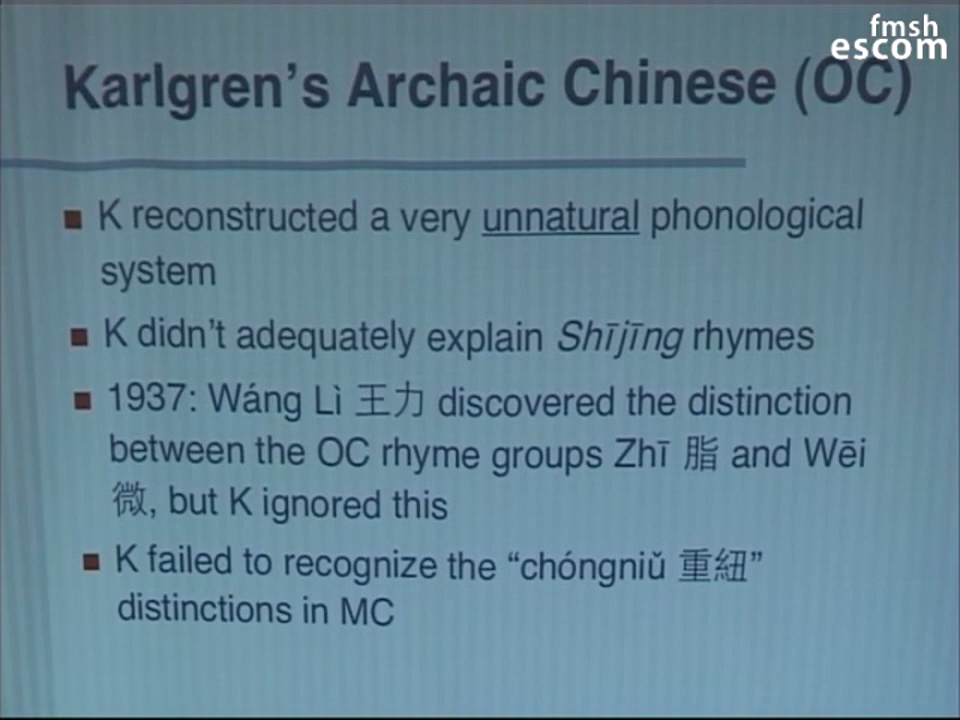 fmsh
escom
Karlgren's Archaic Chinese (OC)
K reconstructed a very unnatural phonological
system
K didn't adequately explain Shījīng rhymes
1937: Wáng Lì 王力 discovered the distinction
between the OC rhyme groups Zhī 脂 and Wēi
微, but K ignored this
K failed to recognize the “chóngniǔ 重紐”
distinctions in MC